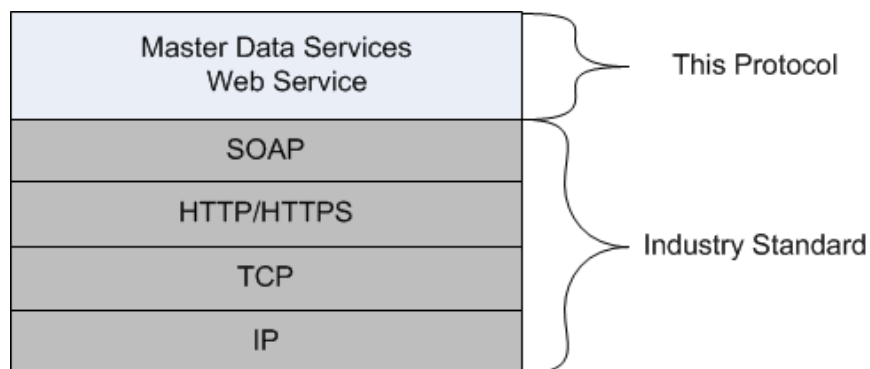 Master Data Services
Web Service
This Protocol
SOAP
HTTP/HTTPS
TCP
IP
Industry Standard